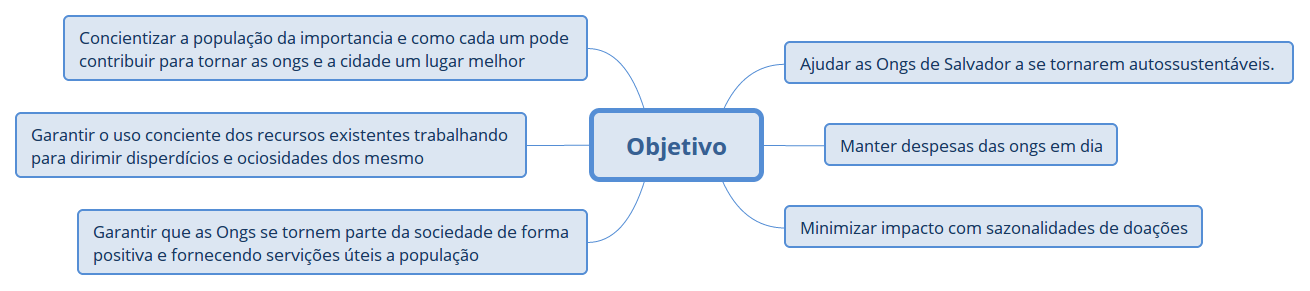 Concientizar a população da importancia e como cada um pode
contribuir para tornar as ongs e a cidade um lugar melhor
Garantir o uso conciente dos recursos existentes trabalhando
para dirimir disperdícios e ociosidades dos mesmo
Garantir que as Ongs se tornem parte da sociedade de forma
positiva e fornecendo servições úteis a população
Objetivo
Ajudar as Ongs de Salvador a se tornarem autossustentáveis.
Manter despesas das ongs em dia
Minimizar impacto com sazonalidades de doações